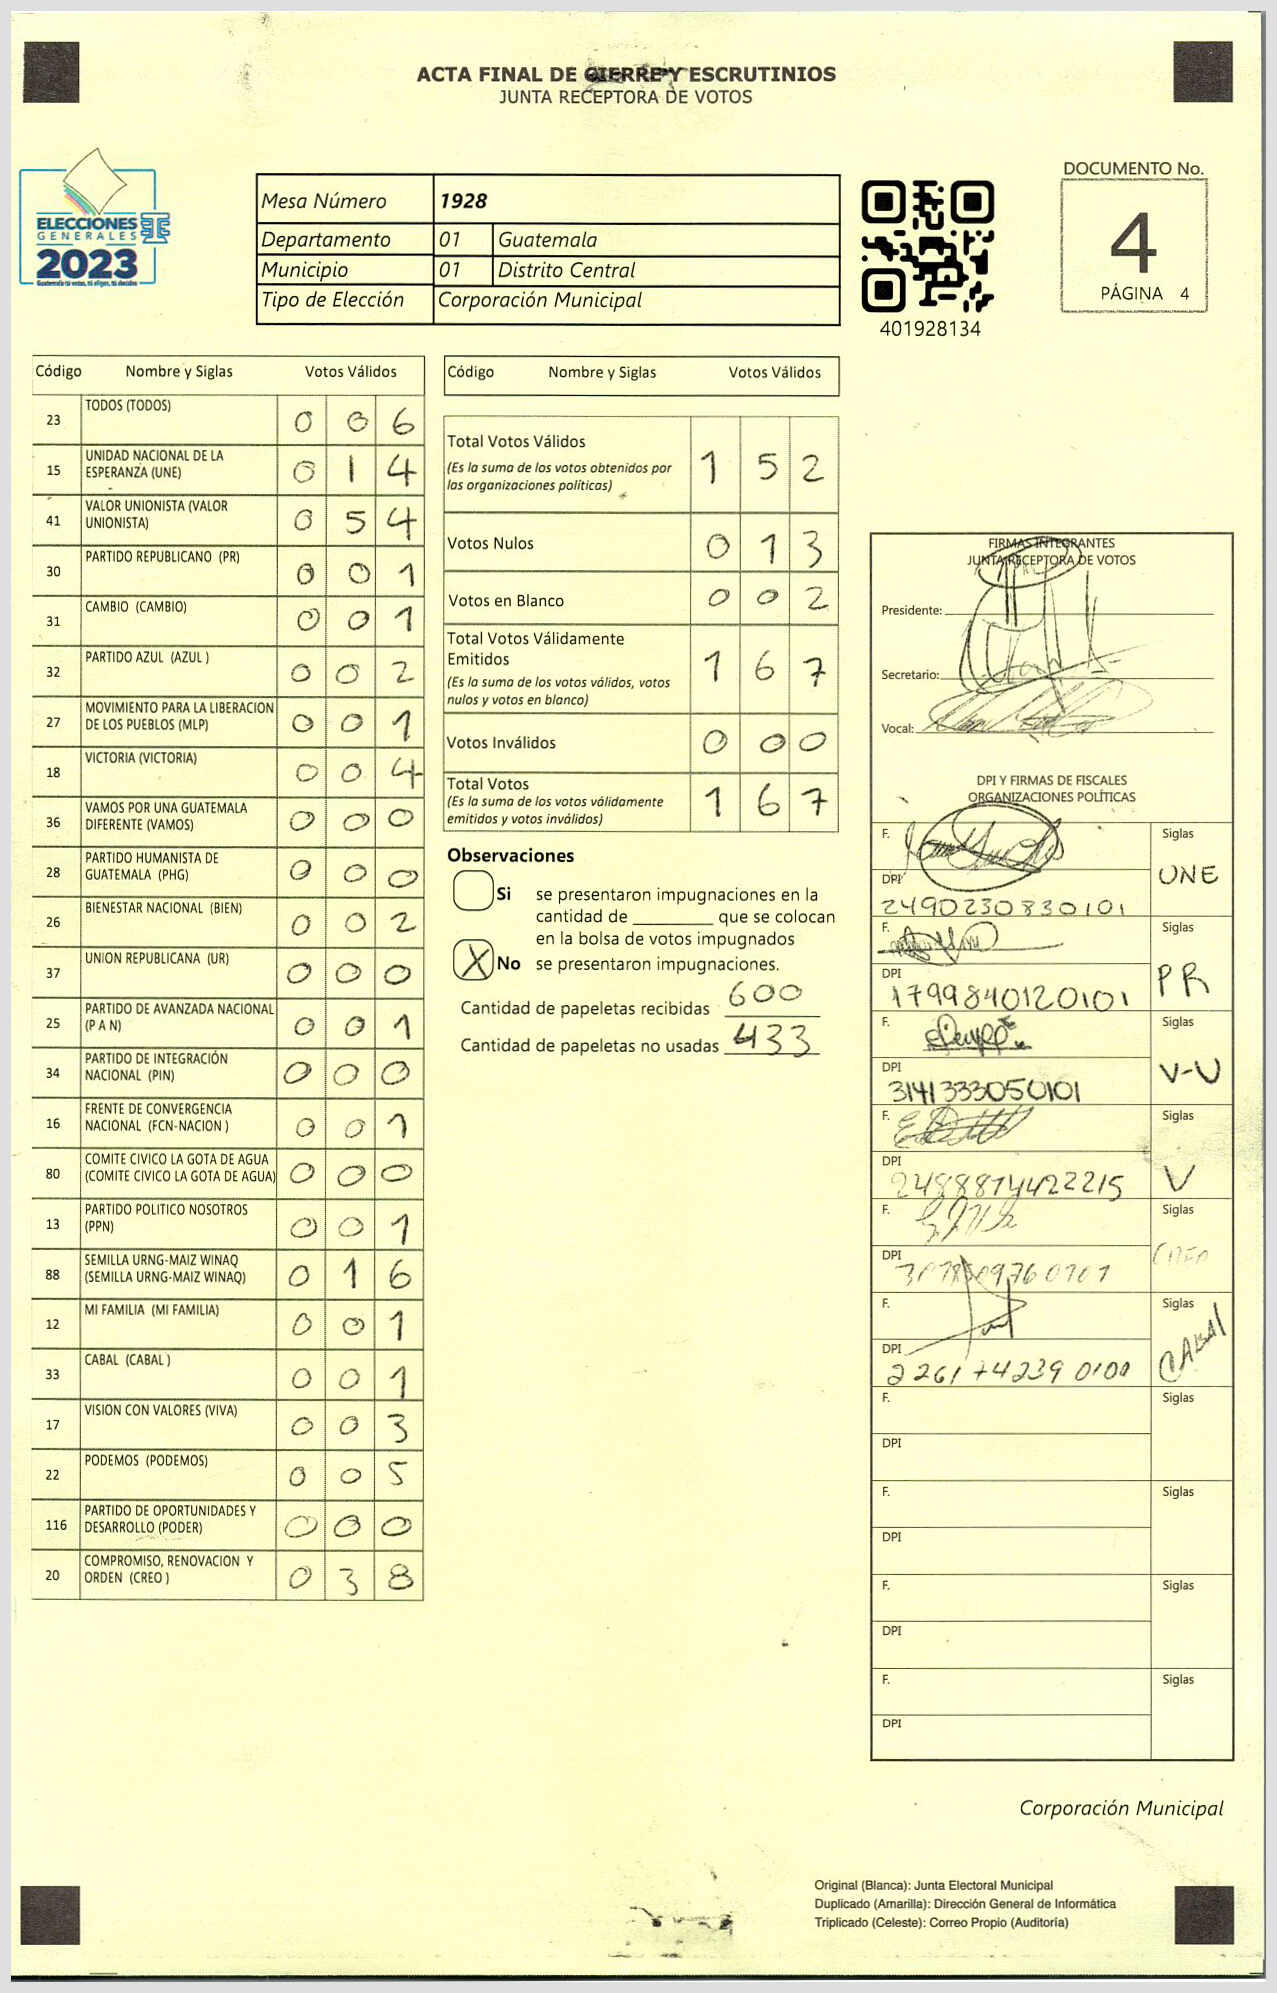 ACTA FINAL DE CIERRE Y ESCRUTINIOS
JUNTA RECEPTORA DE VOTOS
ELECCIONES
GENERALES
2023
Guatemala tú votas, tú eliges, tú decides
Mesa Número 1928
Departamento 01 Guatemala
Municipio 01 Distrito Central
Tipo de Elección Corporación Municipal
401928134
DOCUMENTO No.
4
PÁGINA 4
Código Nombre y Siglas Votos Válidos
23 TODOS (TODOS) 0 0 6
15 UNIDAD NACIONAL DE LA
ESPERANZA (UNE) 0 1 4
41 VALOR UNIONISTA (VALOR
UNIONISTA) 0 5 4
30 PARTIDO REPUBLICANO (PR) 0 0 1
31 CAMBIO (CAMBIO) 0 0 1
32 PARTIDO AZUL (AZUL ) 0 0 2
27 MOVIMIENTO PARA LA LIBERACION
DE LOS PUEBLOS (MLP) 0 0 1
18 VICTORIA (VICTORIA) 0 0 4
36 VAMOS POR UNA GUATEMALA
DIFERENTE (VAMOS) 0 0 0
28 PARTIDO HUMANISTA DE
GUATEMALA (PHG) 0 0 0
26 BIENESTAR NACIONAL (BIEN) 0 0 2
37 UNION REPUBLICANA (UR) 0 0 0
25 PARTIDO DE AVANZADA NACIONAL
(P A N) 0 0 1
34 PARTIDO DE INTEGRACIÓN
NACIONAL (PIN) 0 0 0
16 FRENTE DE CONVERGENCIA
NACIONAL (FCN-NACION ) 0 0 1
80 COMITE CIVICO LA GOTA DE AGUA
(COMITE CIVICO LA GOTA DE AGUA) 0 0 0
13 PARTIDO POLITICO NOSOTROS
(PPN) 0 0 1
88 SEMILLA URNG-MAIZ WINAQ
(SEMILLA URNG-MAIZ WINAQ) 0 1 6
12 MI FAMILIA (MI FAMILIA) 0 0 1
33 CABAL (CABAL ) 0 0 1
17 VISION CON VALORES (VIVA) 0 0 3
22 PODEMOS (PODEMOS) 0 0 5
116 PARTIDO DE OPORTUNIDADES Y
DESARROLLO (PODER) 0 0 0
20 COMPROMISO, RENOVACION Y
ORDEN (CREO ) 0 3 8
Código Nombre y Siglas Votos Válidos
Total Votos Válidos 1 5 2
(Es la suma de los votos obtenidos por
las organizaciones políticas)
Votos Nulos 0 1 3
Votos en Blanco 0 0 2
Total Votos Válidamente
Emitidos 1 6 7
(Es la suma de los votos válidos, votos
nulos y votos en blanco)
Votos Inválidos 0 0 0
Total Votos 1 6 7
(Es la suma de los votos válidamente
emitidos y votos inválidos)
Observaciones
Si se presentaron impugnaciones en la
cantidad de ________ que se colocan
en la bolsa de votos impugnados
X No se presentaron impugnaciones.
Cantidad de papeletas recibidas 600
Cantidad de papeletas no usadas 433
FIRMAS INTEGRANTES
JUNTA RECEPTORA DE VOTOS
Presidente:
Secretario:
Vocal:
DPI Y FIRMAS DE FISCALES
ORGANIZACIONES POLÍTICAS
F. Siglas
UNE
DPI
2490230830101
F. Siglas
PR
DPI
1799840120101
F. Siglas
V-U
DPI
3141333050101
F. Siglas
V
DPI
2488874422215
F. Siglas
CREO
DPI
F. Siglas
CABAL
DPI
2261742390100
F. Siglas
DPI
F. Siglas
DPI
F. Siglas
DPI
F. Siglas
DPI
Corporación Municipal
Original (Blanca): Junta Electoral Municipal
Duplicado (Amarilla): Dirección General de Informática
Triplicado (Celeste): Correo Propio (Auditoría)